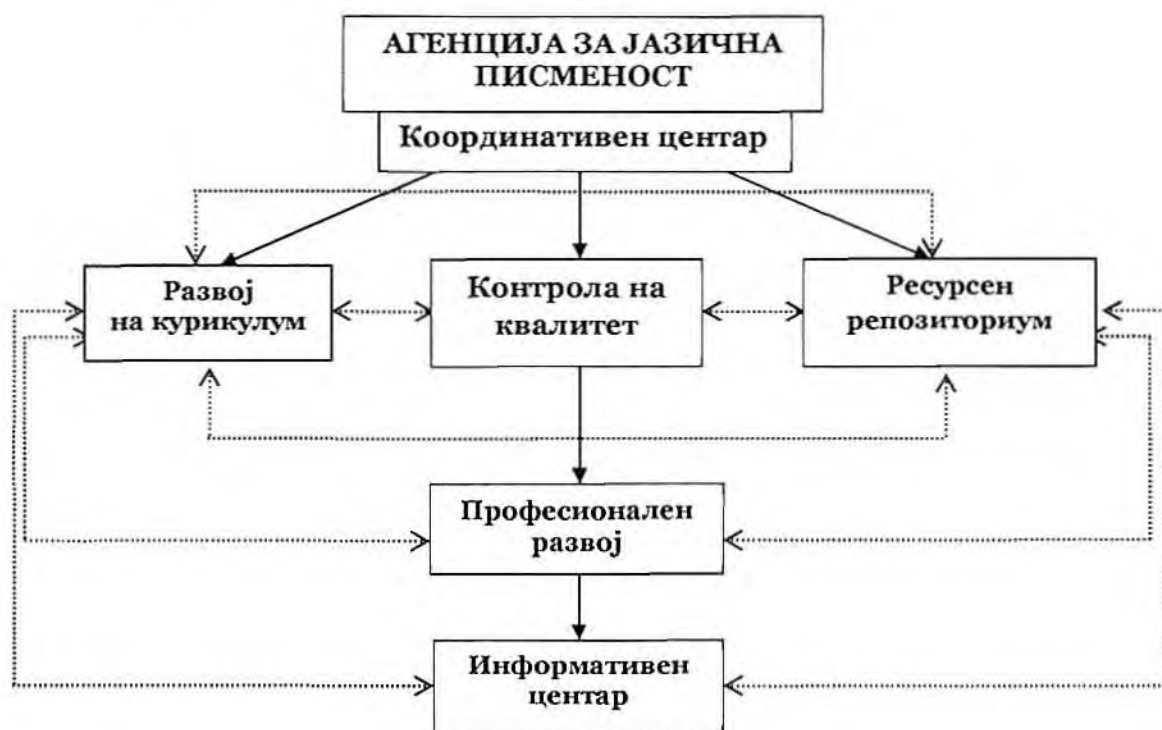 АГЕНЦИЈА ЗА ЈАЗИЧНА
ПИСМЕНОСТ
Координативен центар
Развој
на курикулум
Контрола на
квалитет
Ресурсен
репозиториум
Професионален
развој
Информативен
центар